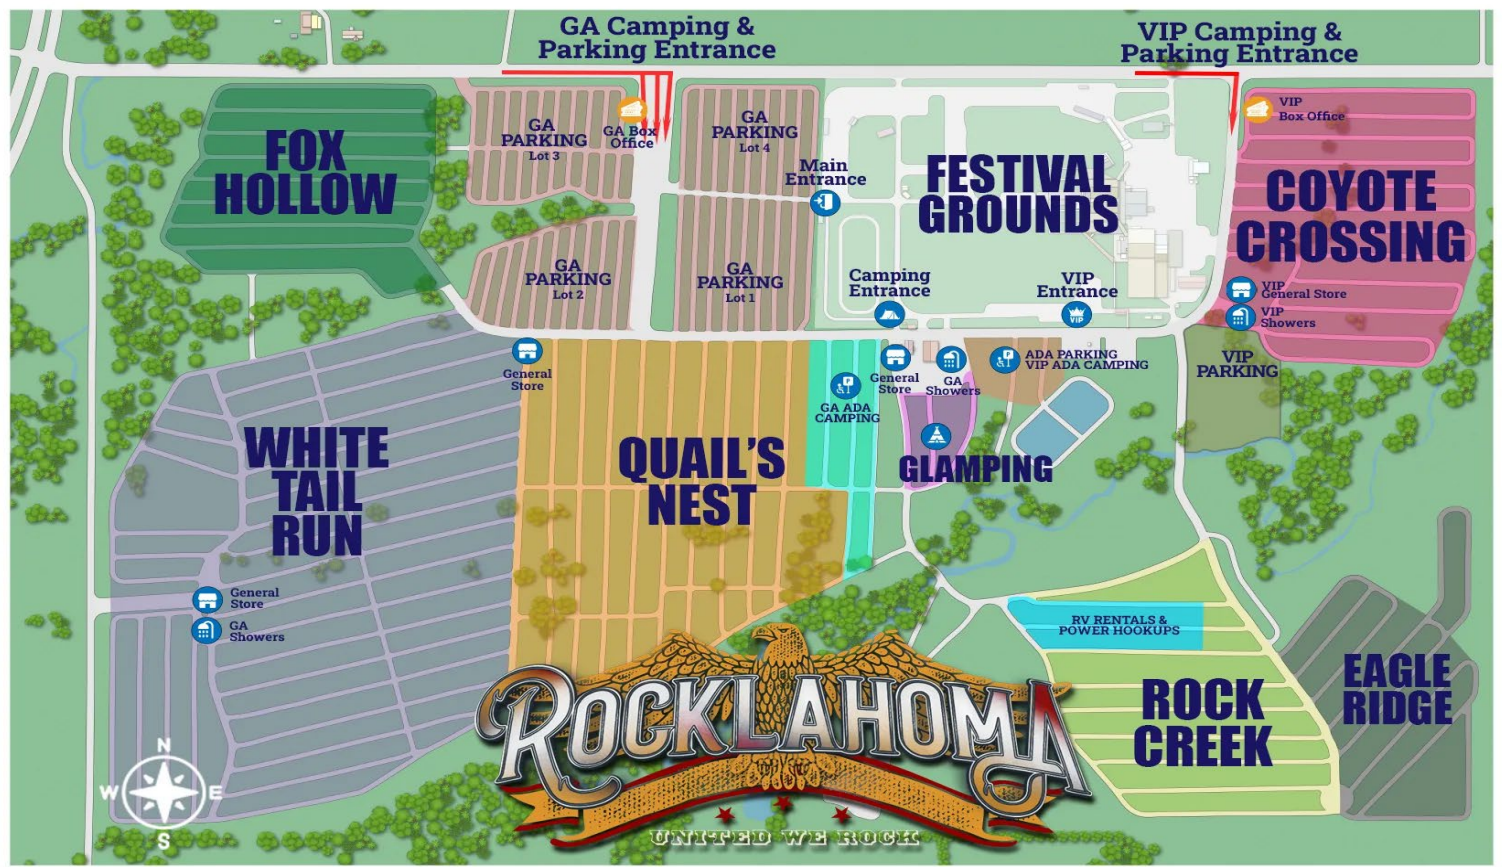 GA Camping &
Parking Entrance
VIP Camping &
Parking Entrance
FOX
HOLLOW
GA
PARKING
Lot 3
GA Box
Office
GA
PARKING
Lot 4
Main
Entrance
FESTIVAL
GROUNDS
VIP
Box Office
COYOTE
CROSSING
GA
PARKING
Lot 2
GA
PARKING
Lot 1
Camping
Entrance
VIP
Entrance
VIP
VIP
General Store
VIP
Showers
General
Store
General
Store
GA
Showers
P
ADA PARKING
VIP ADA CAMPING
VIP
PARKING
P
GA ADA
CAMPING
WHITE
TAIL
RUN
QUAIL'S
NEST
GLAMPING
General
Store
GA
Showers
RV RENTALS &
POWER HOOKUPS
ROCK
CREEK
EAGLE
RIDGE
N
W E
S
ROCKLAHOMA
UNITED WE ROCK